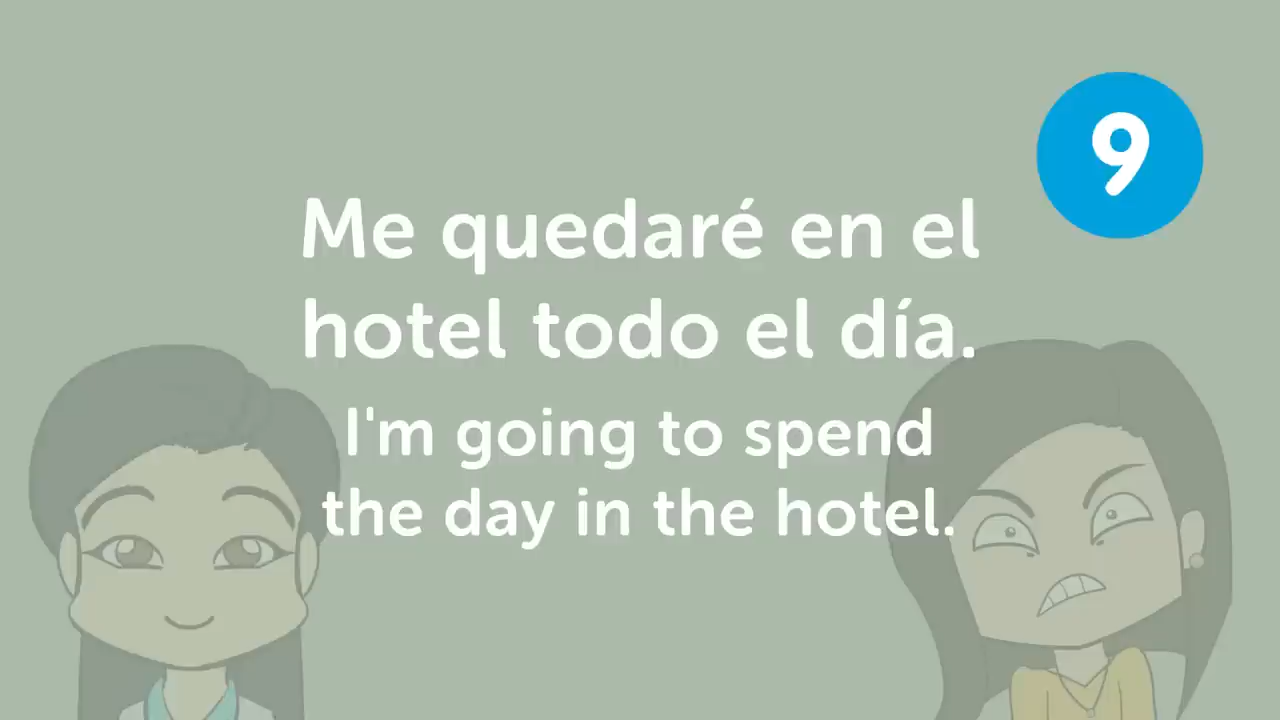 9
Me quedaré en el
hotel todo el día.
I'm going to spend
the day in the hotel.